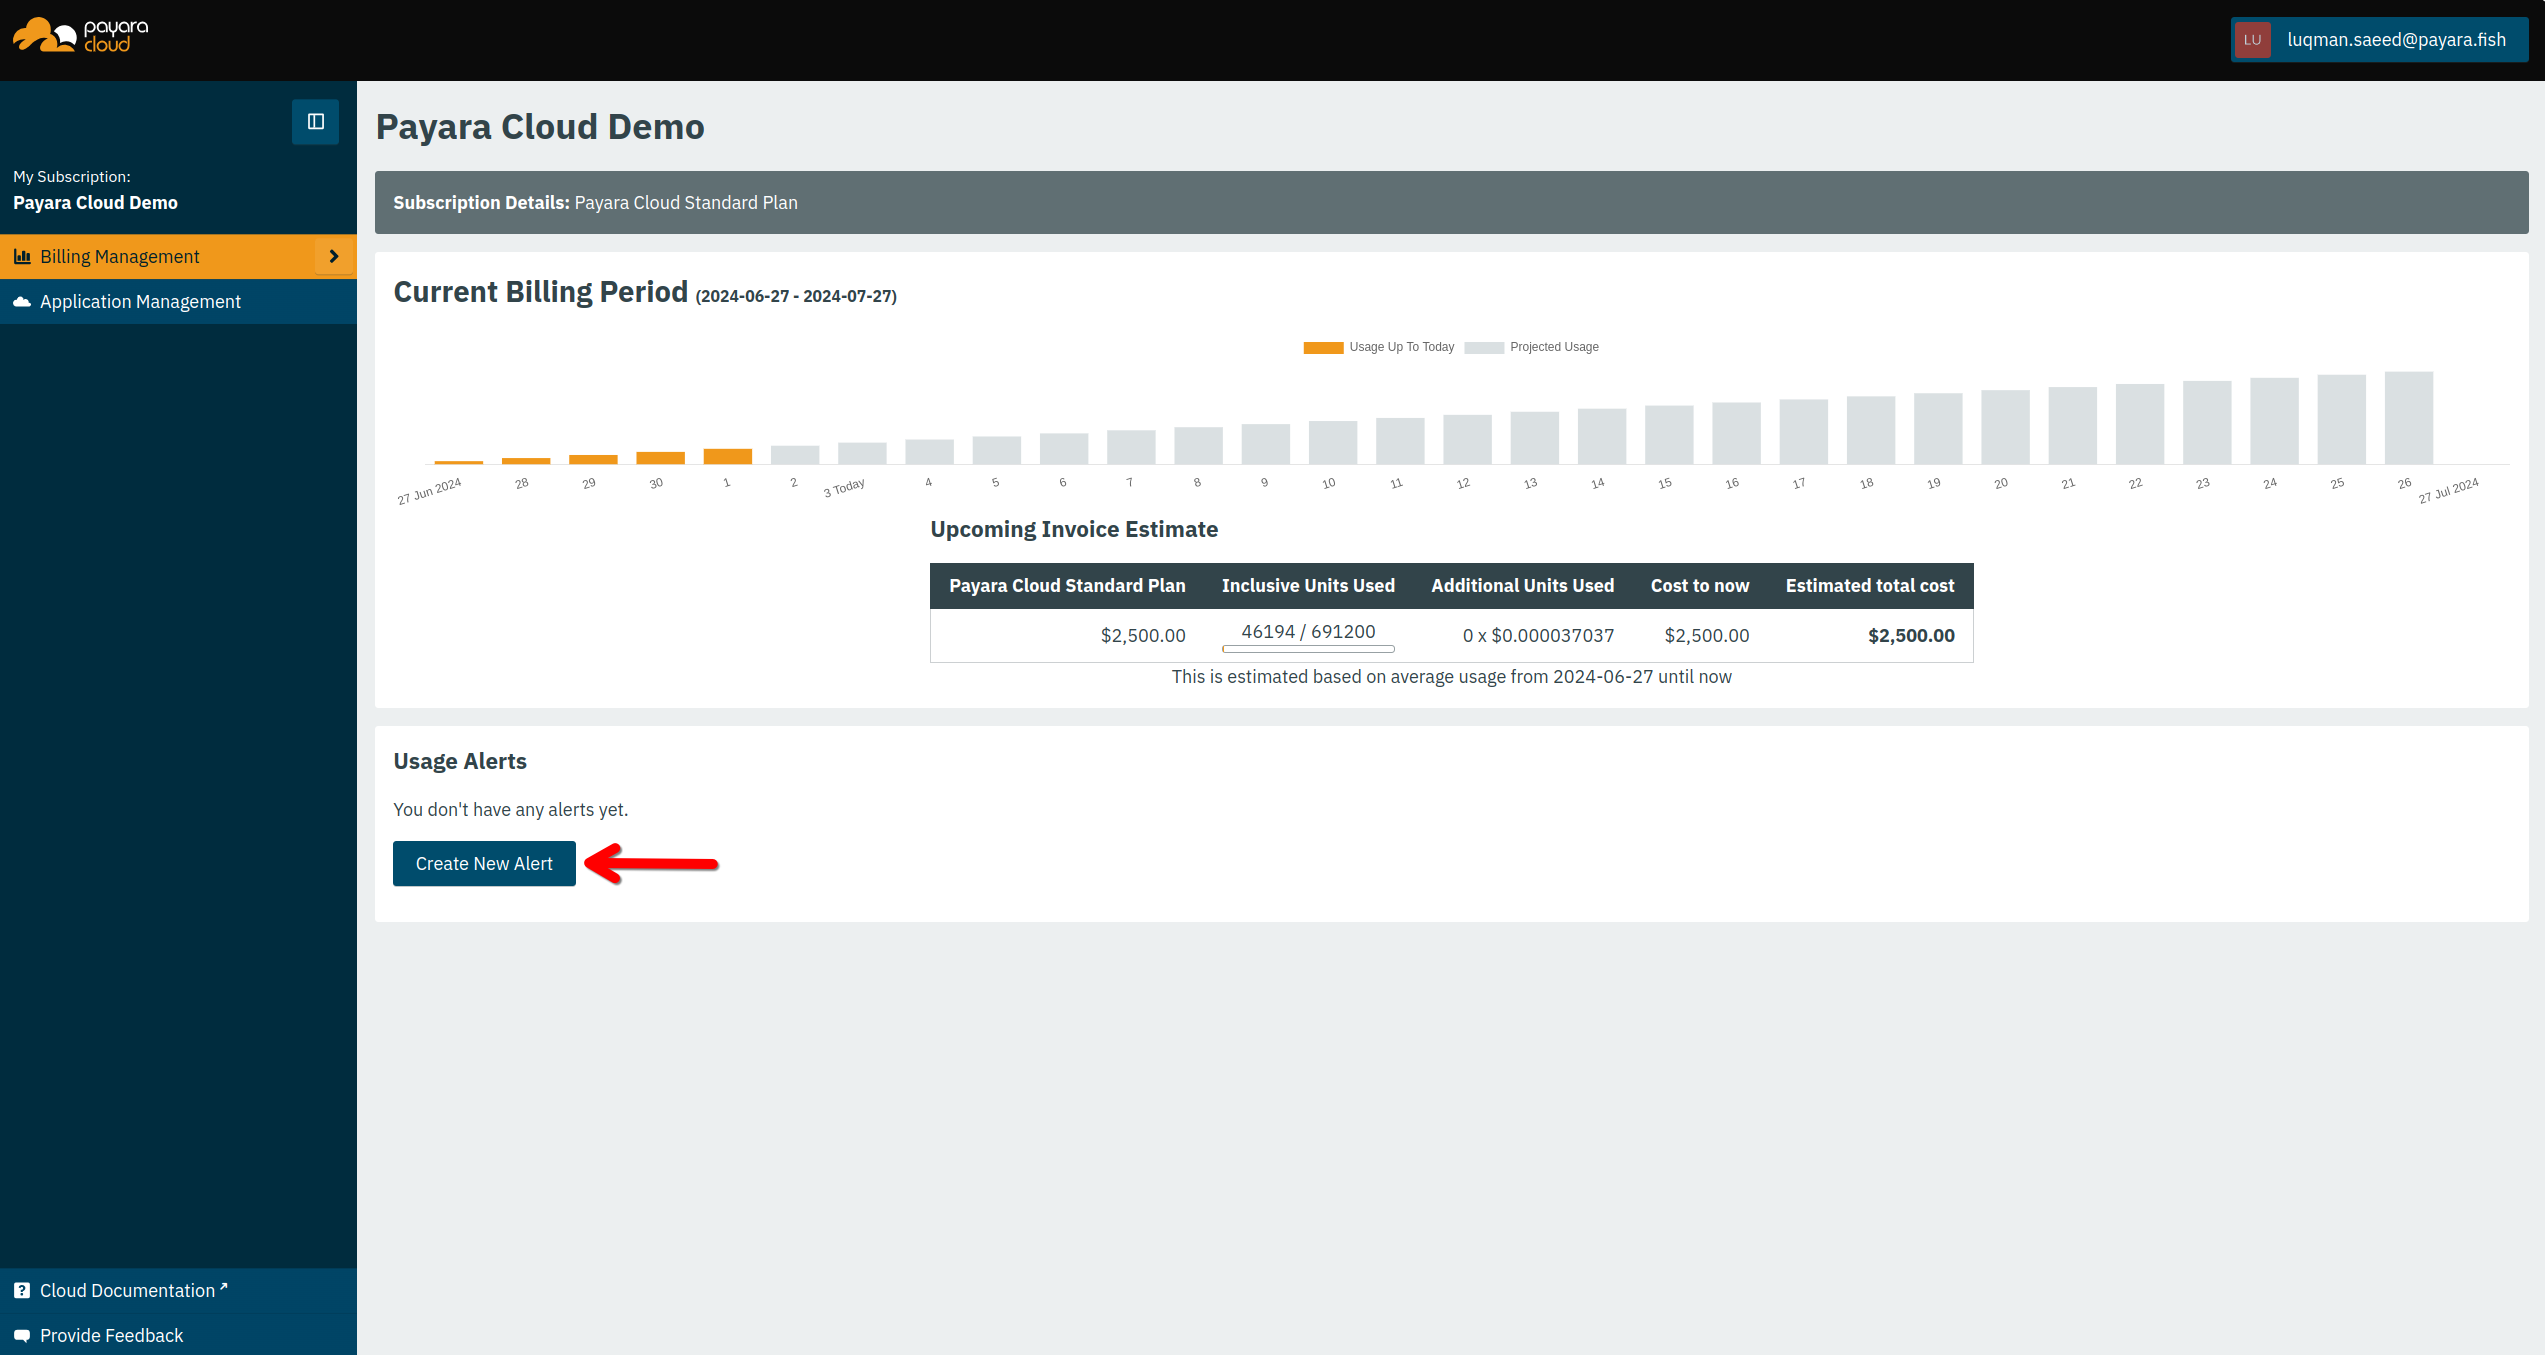 payara
cloud
LU
luqman.saeed@payara.fish
My Subscription:
Payara Cloud Demo
Billing Management
Application Management
Payara Cloud Demo
Subscription Details: Payara Cloud Standard Plan
Current Billing Period (2024-06-27 - 2024-07-27)
Usage Up To Today Projected Usage
27 Jun 2024 28 29 30 1 2 3 Today 4 5 6 7 8 9 10 11 12 13 14 15 16 17 18 19 20 21 22 23 24 25 26 27 Jul 2024
Upcoming Invoice Estimate
Payara Cloud Standard Plan Inclusive Units Used Additional Units Used Cost to now Estimated total cost
$2,500.00 46194 / 691200 0 x $0.000037037 $2,500.00 $2,500.00
This is estimated based on average usage from 2024-06-27 until now
Usage Alerts
You don't have any alerts yet.
Create New Alert
Cloud Documentation
Provide Feedback